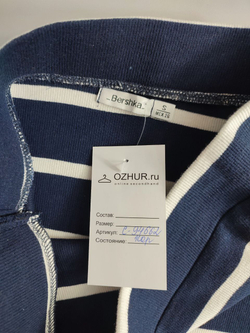 Bershka
S
OZHUR.ru
online secondhand
Состав:
Размер:
Артикул:
Состояние: